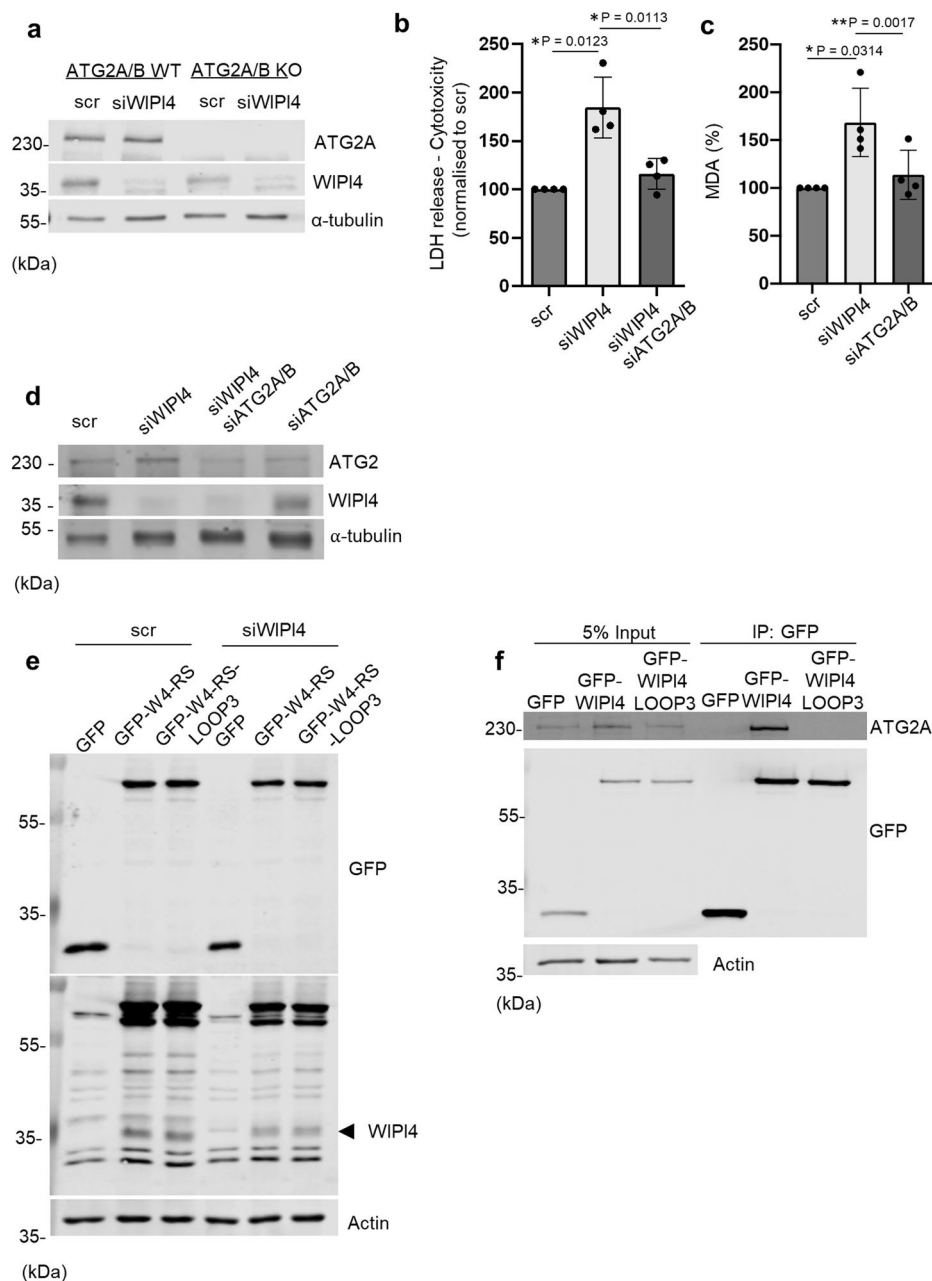 a
ATG2A/B WT ATG2A/B KO
scr siWIPI4 scr siWIPI4
230- ATG2A
35- WIPI4
55- α-tubulin
(kDa)
b
*P = 0.0113
*P = 0.0123
LDH release - Cytotoxicity
(normalised to scr)
250
200
150
100
50
0
scr
siWIPI4
siWIPI4
siATG2A/B
c
**P = 0.0017
*P = 0.0314
MDA (%)
250
200
150
100
50
0
scr
siWIPI4
siATG2A/B
d
scr
siWIPI4
siWIPI4
siATG2A/B
siATG2A/B
230 - ATG2
35 - WIPI4
55 -
α-tubulin
(kDa)
e
scr siWIPI4
GFP
GFP-W4-RS
GFP-W4-RS-
LOOP3
GFP
GFP-W4-RS
GFP-W4-RS
-LOOP3
55-
GFP
35-
55-
35- WIPI4
Actin
35-
(kDa)
f
5% Input IP: GFP
GFP
GFP-
WIPI4
GFP-
WIPI4
LOOP3
GFP
GFP-
WIPI4
GFP-
WIPI4
LOOP3
230- ATG2A
55-
GFP
35-
35- Actin
(kDa)